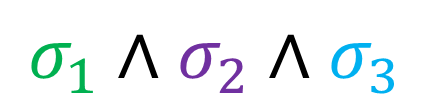 σ₁ ∧ σ₂ ∧ σ₃